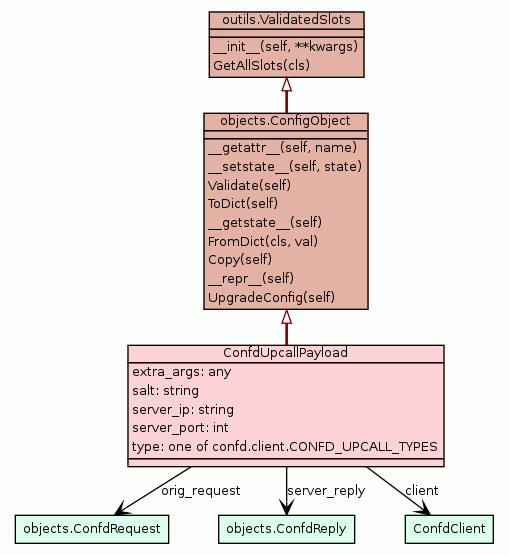 outils.ValidatedSlots
__init__(self, **kwargs)
GetAllSlots(cls)
objects.ConfigObject
__getattr__(self, name)
__setstate__(self, state)
Validate(self)
ToDict(self)
__getstate__(self)
FromDict(cls, val)
Copy(self)
__repr__(self)
UpgradeConfig(self)
ConfdUpcallPayload
extra_args: any
salt: string
server_ip: string
server_port: int
type: one of confd.client.CONFD_UPCALL_TYPES
orig_request
server_reply
client
objects.ConfdRequest
objects.ConfdReply
ConfdClient